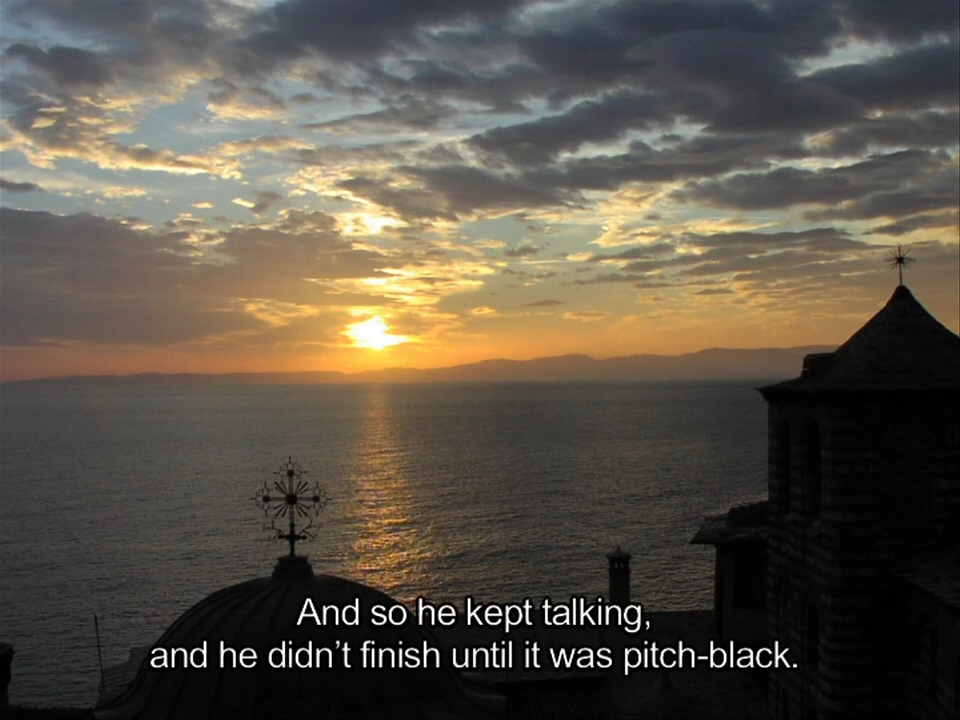 And so he kept talking,
and he didn't finish until it was pitch-black.